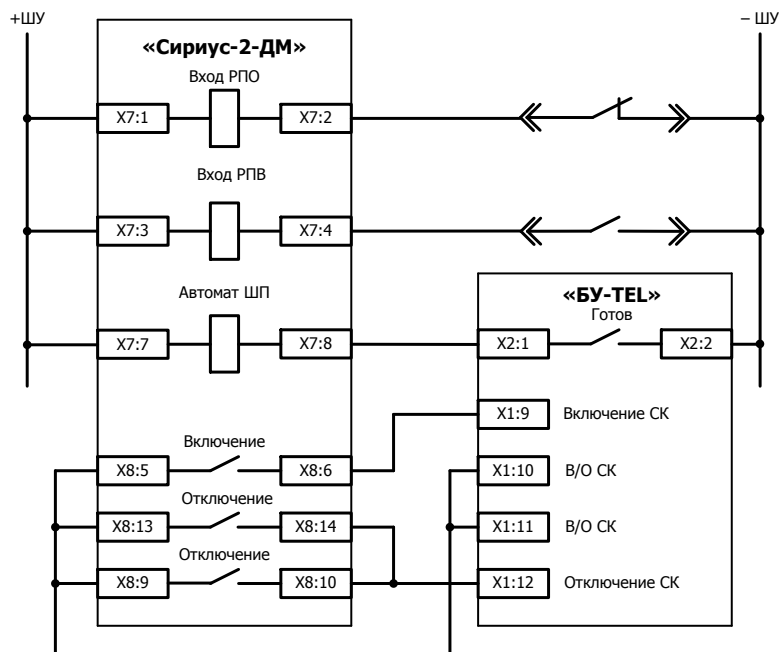 +ШУ
– ШУ
«Сириус-2-ДМ»
Вход РПО
X7:1
X7:2
Вход РПВ
X7:3
X7:4
Автомат ШП
X7:7
X7:8
«БУ-TEL»
Готов
X2:1
X2:2
X1:9
Включение СК
Включение
X8:5
X8:6
X1:10
В/О СК
Отключение
X8:13
X8:14
X1:11
В/О СК
Отключение
X8:9
X8:10
X1:12
Отключение СК